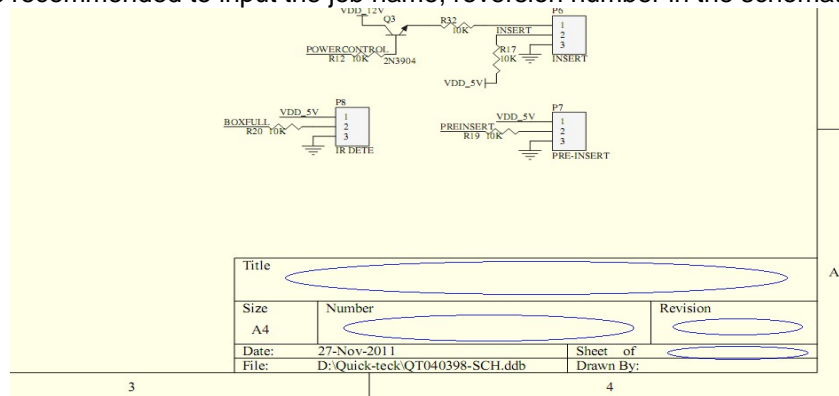 recommended to input the job name, reversion number in the schema
VDD_12V
Q3
R32
10K
P6
INSERT
1
2
3
POWERCONTROL
R12 10K
2N3904
R17
10K
INSERT
VDD_5V
P8
VDD_5V
1
BOXFULL
2
R20 10K
3
IR DETE
P7
VDD_5V
1
PREINSERT
2
R19 10K
3
PRE-INSERT
Title
A
Size
Number
Revision
A4
Date: 27-Nov-2011 Sheet of
File: D:\Quick-teck\QT040398-SCH.ddb Drawn By:
3 4